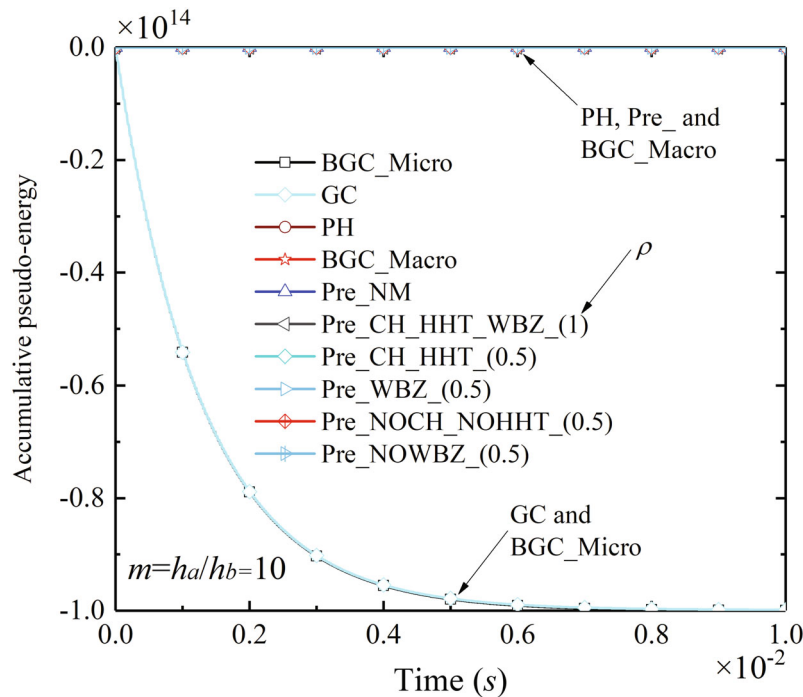 ×10^14
0.0
-0.2
-0.4
-0.6
-0.8
-1.0
Accumulative pseudo-energy
PH, Pre_ and
BGC_Macro
BGC_Micro
GC
PH
BGC_Macro
Pre_NM
Pre_CH_HHT_WBZ_(1)
Pre_CH_HHT_(0.5)
Pre_WBZ_(0.5)
Pre_NOCH_NOHHT_(0.5)
Pre_NOWBZ_(0.5)
ρ
GC and
BGC_Micro
m=ha/hb=10
0.0 0.2 0.4 0.6 0.8 1.0
×10^-2
Time (s)